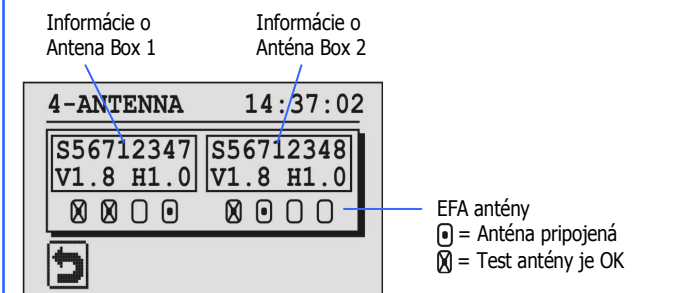 Informácie o
Antena Box 1
Informácie o
Anténa Box 2
4-ANTENNA 14:37:02
S56712347 S56712348
V1.8 H1.0 V1.8 H1.0
EFA antény
= Anténa pripojená
= Test antény je OK